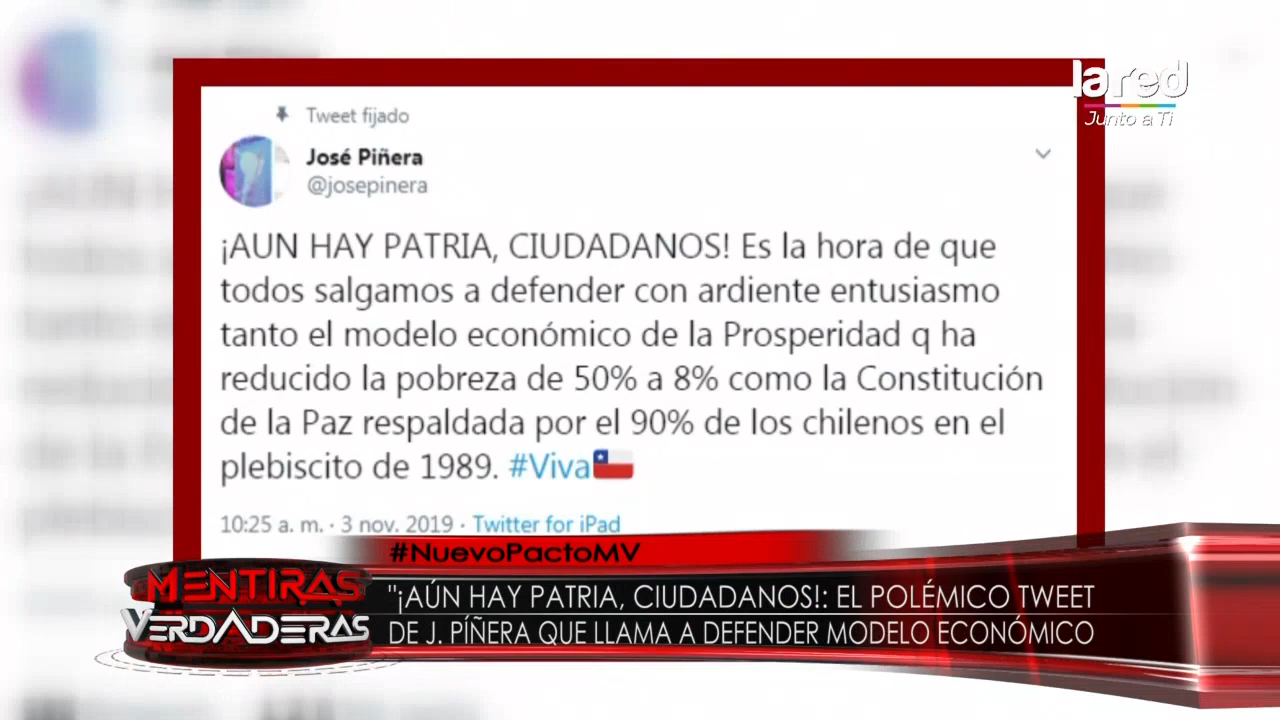 lared
Junto a Ti
Tweet fijado
José Piñera
@josepinera
¡AUN HAY PATRIA, CIUDADANOS! Es la hora de que
todos salgamos a defender con ardiente entusiasmo
tanto el modelo económico de la Prosperidad q ha
reducido la pobreza de 50% a 8% como la Constitución
de la Paz respaldada por el 90% de los chilenos en el
plebiscito de 1989. #Viva🇨🇱
10:25 a. m. · 3 nov. 2019 · Twitter for iPad
#NuevoPactoMV
MENTIRAS
VERDADERAS
"¡AÚN HAY PATRIA, CIUDADANOS!: EL POLÉMICO TWEET
DE J. PÍÑERA QUE LLAMA A DEFENDER MODELO ECONÓMICO